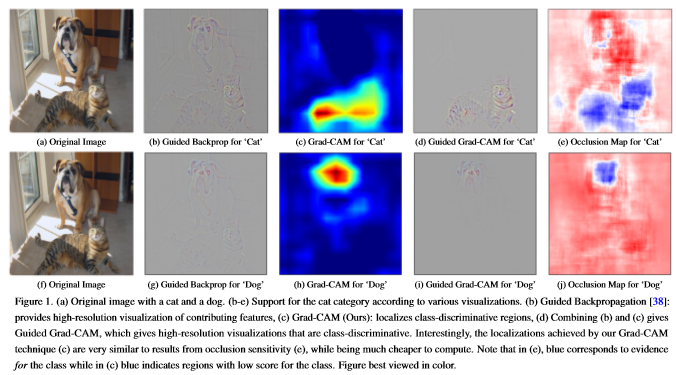 (a) Original Image (b) Guided Backprop for ‘Cat’ (c) Grad-CAM for ‘Cat’ (d) Guided Grad-CAM for ‘Cat’ (e) Occlusion Map for ‘Cat’
(f) Original Image (g) Guided Backprop for ‘Dog’ (h) Grad-CAM for ‘Dog’ (i) Guided Grad-CAM for ‘Dog’ (j) Occlusion Map for ‘Dog’
Figure 1. (a) Original image with a cat and a dog. (b-e) Support for the cat category according to various visualizations. (b) Guided Backpropagation [38]:
provides high-resolution visualization of contributing features, (c) Grad-CAM (Ours): localizes class-discriminative regions, (d) Combining (b) and (c) gives
Guided Grad-CAM, which gives high-resolution visualizations that are class-discriminative. Interestingly, the localizations achieved by our Grad-CAM
technique (c) are very similar to results from occlusion sensitivity (e), while being much cheaper to compute. Note that in (e), blue corresponds to evidence
for the class while in (c) blue indicates regions with low score for the class. Figure best viewed in color.